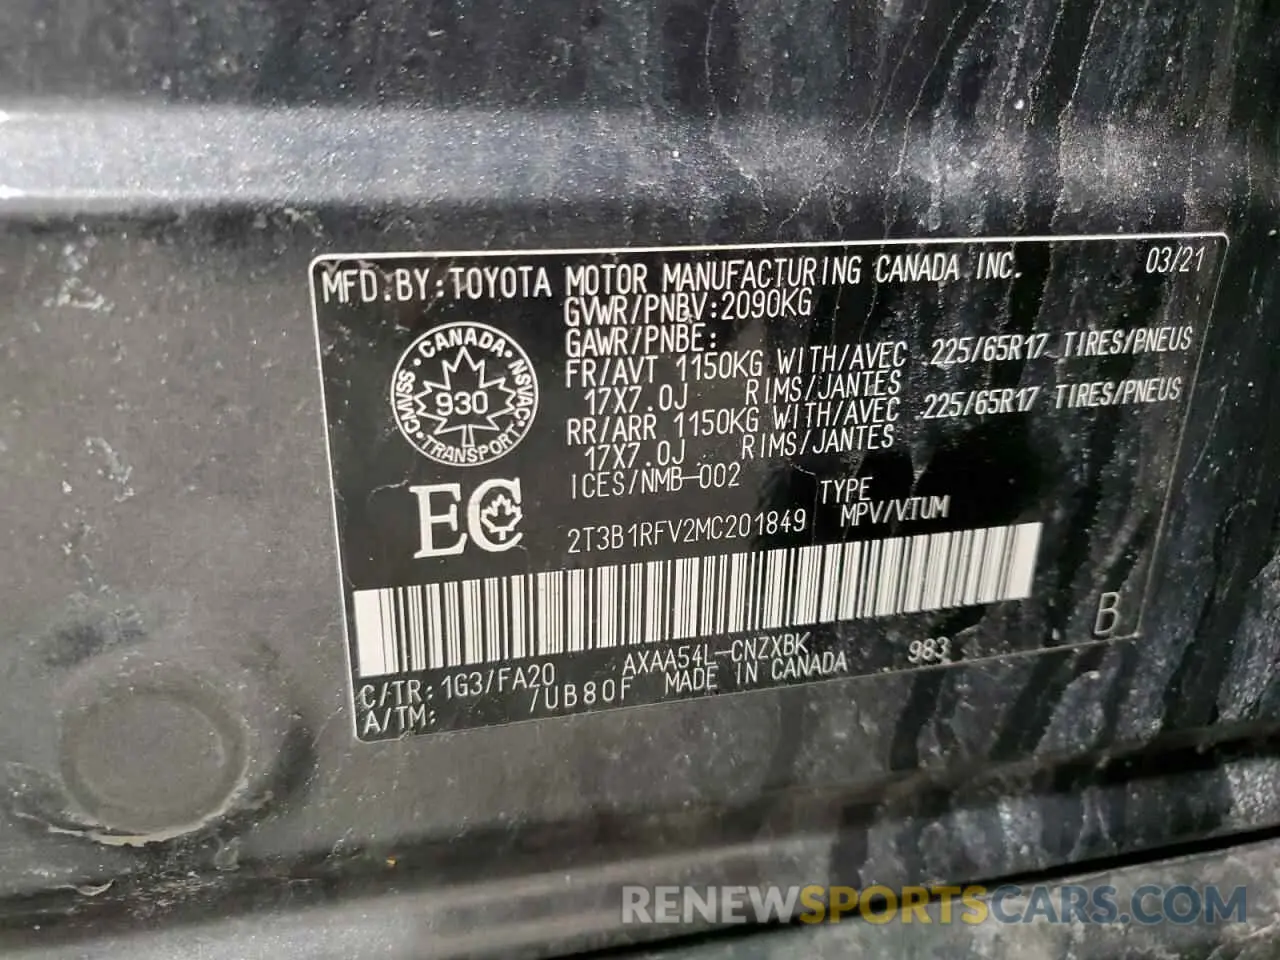 MFD.BY:TOYOTA MOTOR MANUFACTURING CANADA INC. 03/21
GVWR/PNBV:2090KG
GAWR/PNBE:
FR/AVT 1150KG WITH/AVEC 225/65R17 TIRES/PNEUS
17X7.0J RIMS/JANTES
RR/ARR 1150KG WITH/AVEC 225/65R17 TIRES/PNEUS
17X7.0J RIMS/JANTES
ICES/NMB-002
CANADA
CMVSS 930 NSVAC
TRANSPORT
EC
TYPE
2T3B1RFV2MC201849 MPV/V.TUM
B
C/TR: 1G3/FA20 AXAA54L-CNZXBK 983
A/TM: /UB80F MADE IN CANADA
RENEWSPORTSCARS.COM